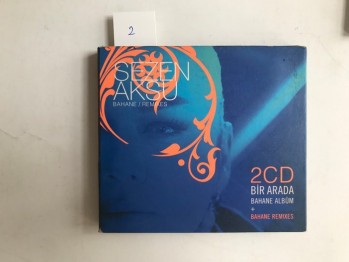 2
SEZEN
AKSU
BAHANE / REMIXES
2CD
BİR ARADA
BAHANE ALBÜM
+
BAHANE REMIXES